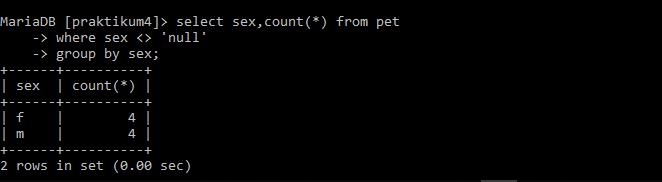 MariaDB [praktikum4]> select sex,count(*) from pet
    -> where sex <> 'null'
    -> group by sex;
+------+----------+
| sex  | count(*) |
+------+----------+
| f    |        4 |
| m    |        4 |
+------+----------+
2 rows in set (0.00 sec)